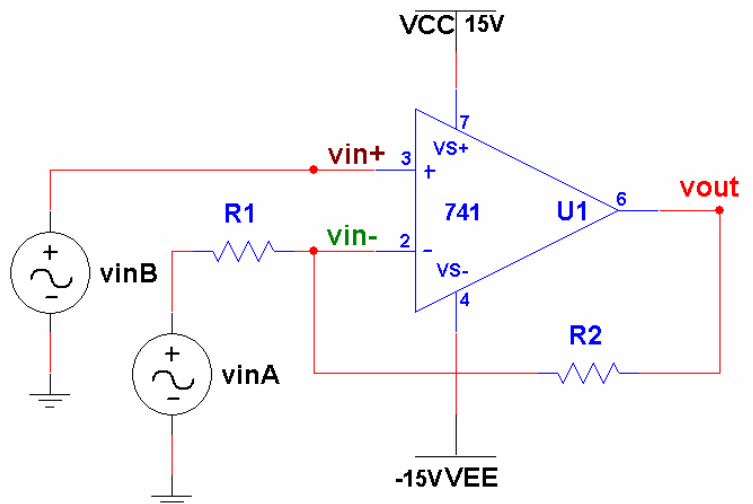 VCC 15V
7
VS+
vin+
3
+
6
vout
R1
741
U1
vin-
2
-
VS-
4
+
-
vinB
R2
+
-
vinA
-15V VEE